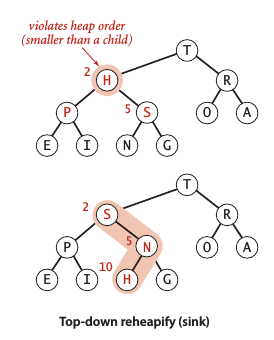 violates heap order
(smaller than a child)
T
2 H R
P 5 S O A
E I N G
T
2 S R
P 5 N O A
E I 10 H G
Top-down reheapify (sink)